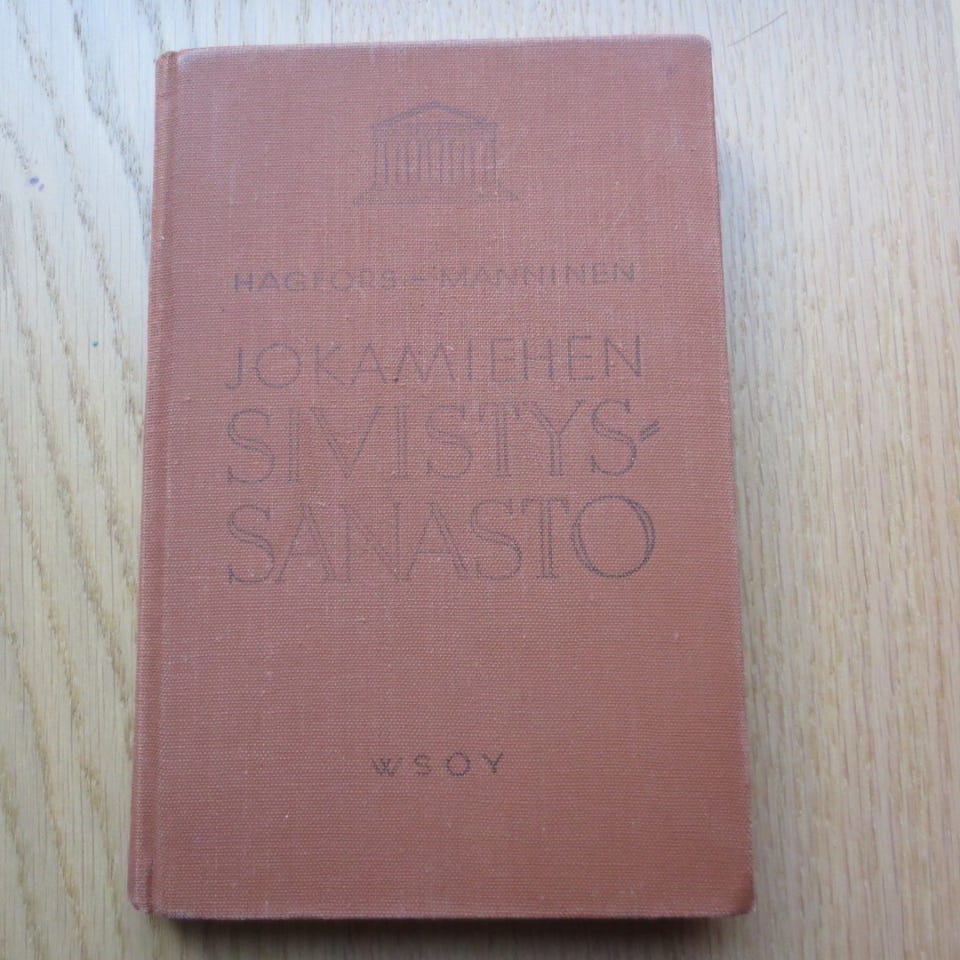 HAGFORS – MANNINEN
JOKAMIEHEN
SIVISTYS-
SANASTO
WSOY